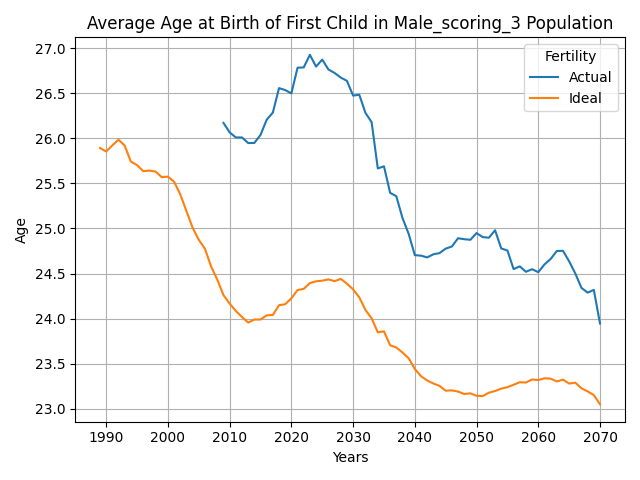 Average Age at Birth of First Child in Male_scoring_3 Population
Fertility
Actual
Ideal
27.0
26.5
26.0
25.5
25.0
24.5
24.0
23.5
23.0
Age
1990 2000 2010 2020 2030 2040 2050 2060 2070
Years